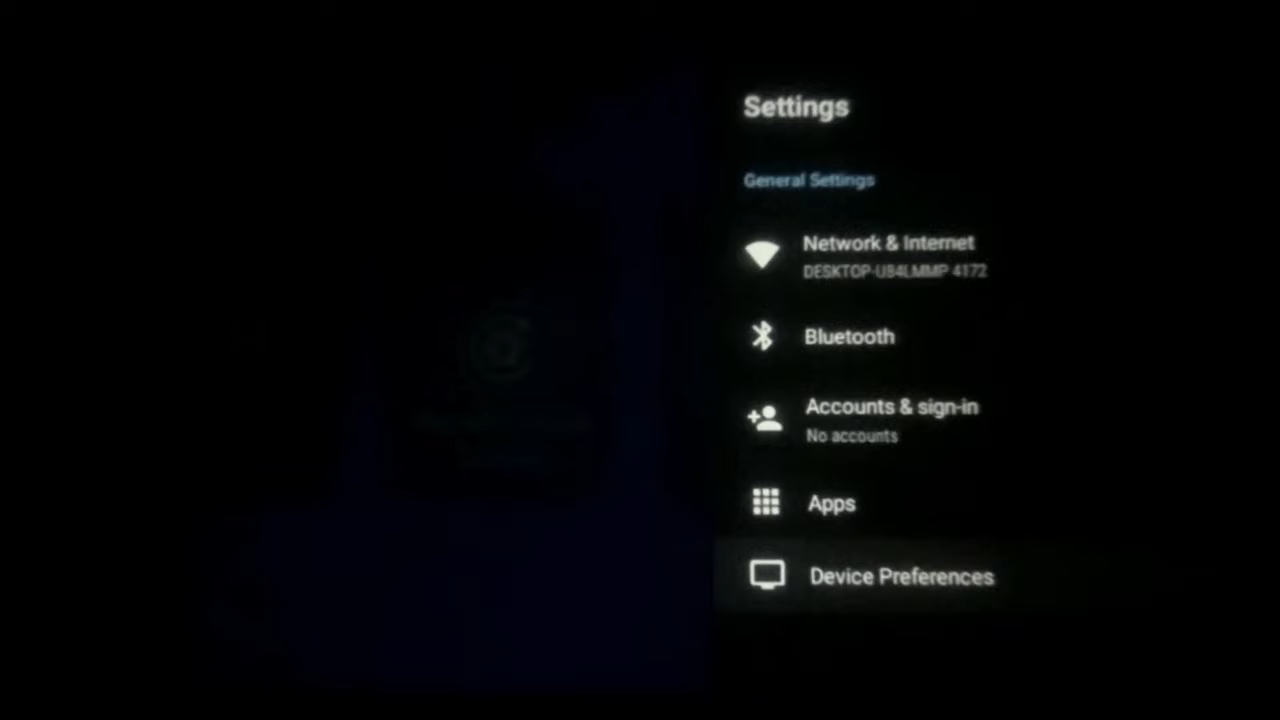 Settings
General Settings
Network & Internet
DESKTOP-U84LMMP 4172
Bluetooth
Accounts & sign-in
No accounts
Apps
Device Preferences